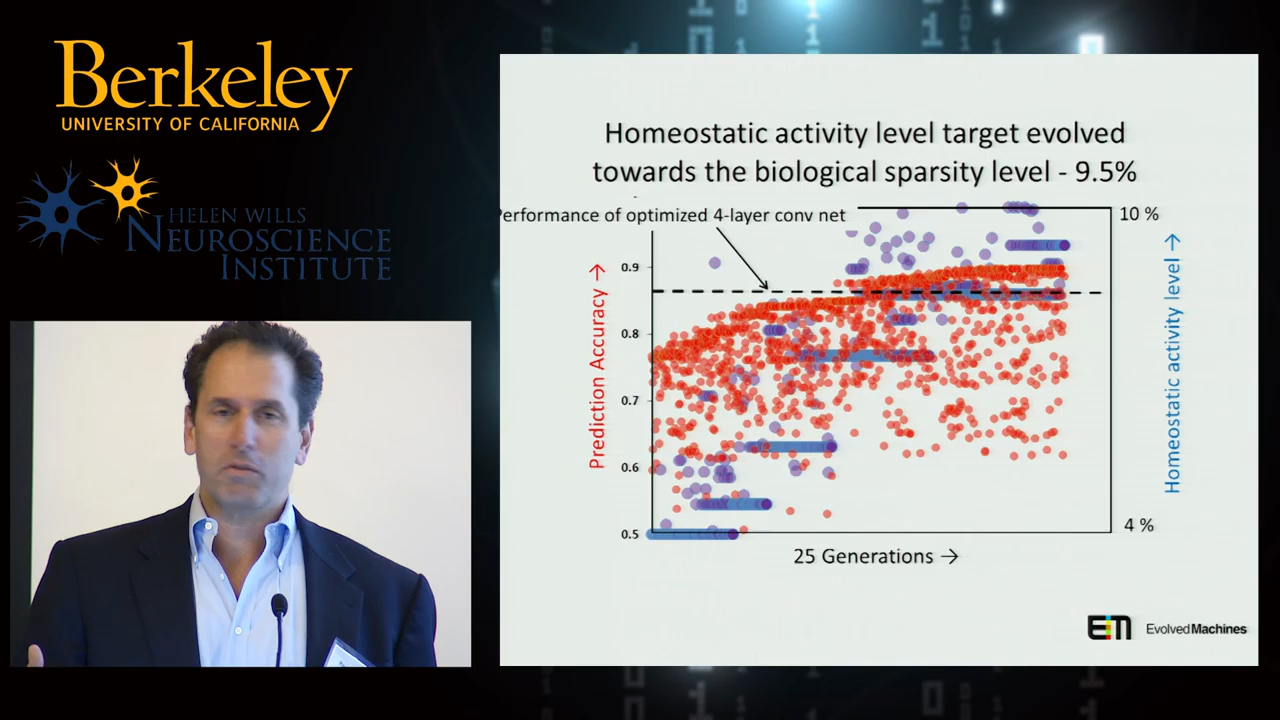 Berkeley
UNIVERSITY OF CALIFORNIA
HELEN WILLS
NEUROSCIENCE
INSTITUTE
Homeostatic activity level target evolved
towards the biological sparsity level - 9.5%
Performance of optimized 4-layer conv net
10 %
0.9
0.8
0.7
0.6
0.5
Prediction Accuracy →
Homeostatic activity level →
4 %
25 Generations →
EM EvolvedMachines